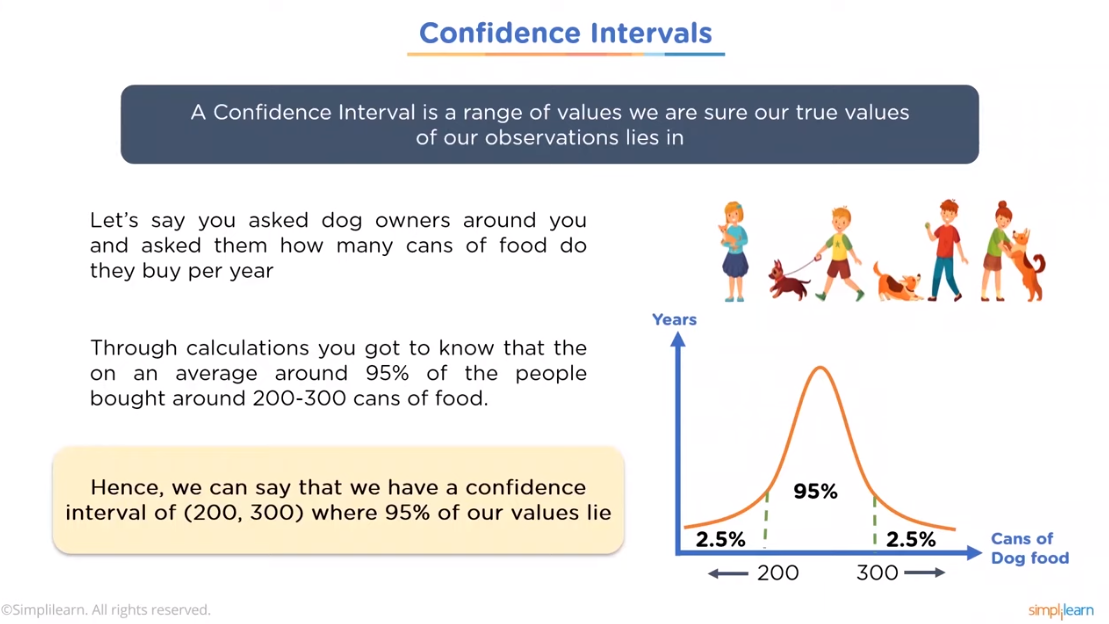 Confidence Intervals
A Confidence Interval is a range of values we are sure our true values
of our observations lies in
Let's say you asked dog owners around you
and asked them how many cans of food do
they buy per year
Through calculations you got to know that the
on an average around 95% of the people
bought around 200-300 cans of food.
Hence, we can say that we have a confidence
interval of (200, 300) where 95% of our values lie
Years
95%
2.5%
2.5%
200
300
Cans of
Dog food
©Simplilearn. All rights reserved.
simplilearn